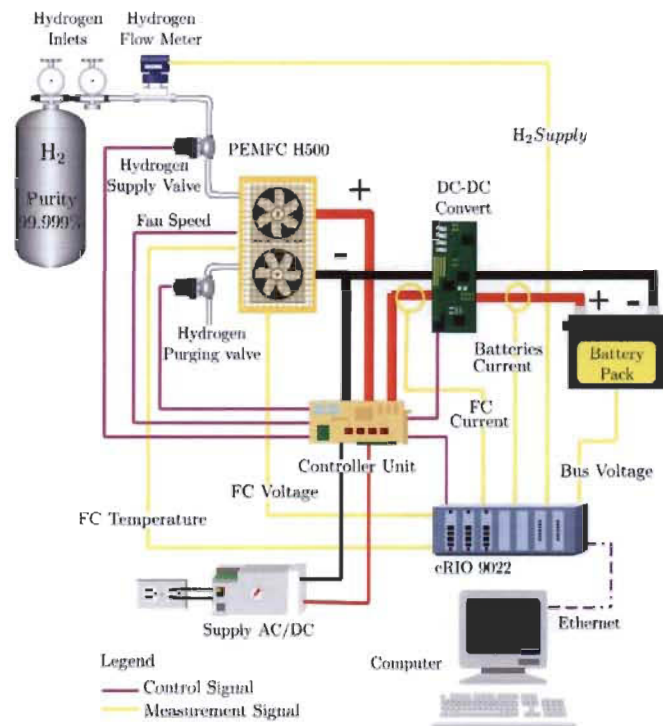 Hydrogen
Inlets
Hydrogen
Flow Meter
H2
Purity
99.999%
Hydrogen
Supply Valve
PEMFC H500
H2Supply
Fan Speed
+
-
DC-DC
Convert
Hydrogen
Purging valve
+ -
Batteries
Current
Battery
Pack
FC
Current
Controller Unit
Bus Voltage
FC Voltage
FC Temperature
cRIO 9022
Supply AC/DC
Ethernet
Computer
Legend
Control Signal
Measurement Signal